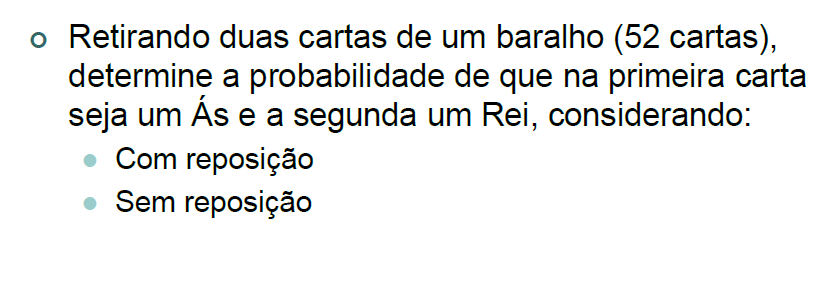 Retirando duas cartas de um baralho (52 cartas),
determine a probabilidade de que na primeira carta
seja um Ás e a segunda um Rei, considerando:
Com reposição
Sem reposição